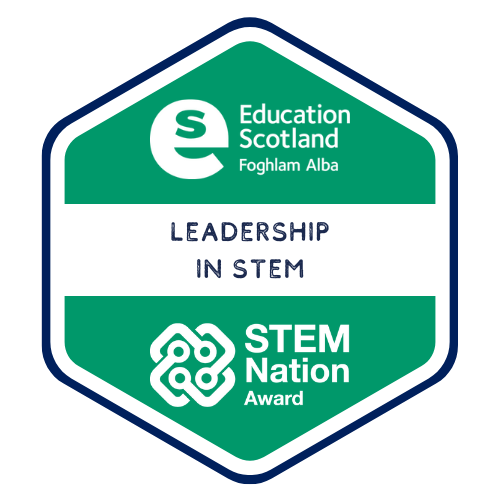 Education
Scotland
Foghlam Alba
LEADERSHIP
IN STEM
STEM
Nation
Award